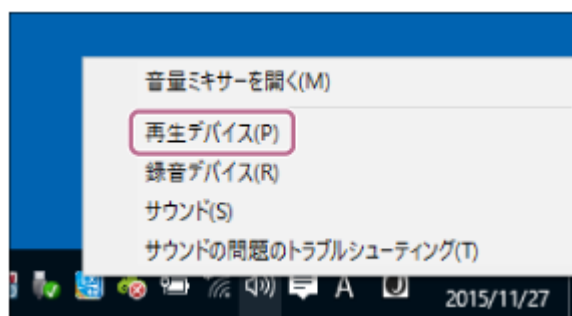 音量ミキサーを開く(M)
再生デバイス(P)
録音デバイス(R)
サウンド(S)
サウンドの問題のトラブルシューティング(T)
A
2015/11/27